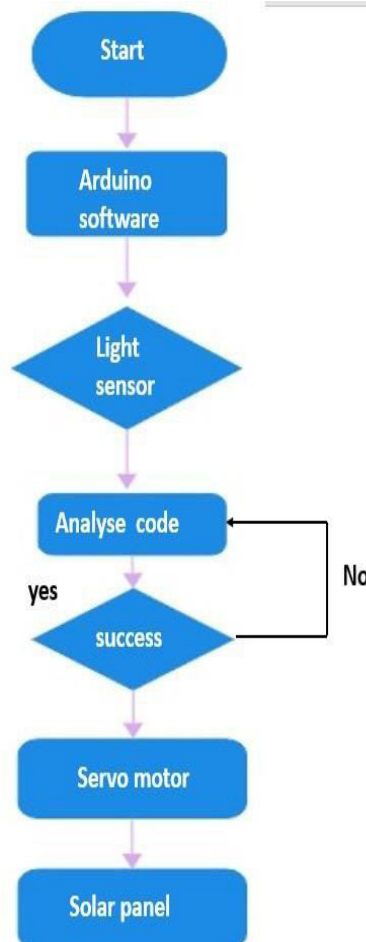 Start
Arduino
software
Light
sensor
Analyse code
yes
No
success
Servo motor
Solar panel